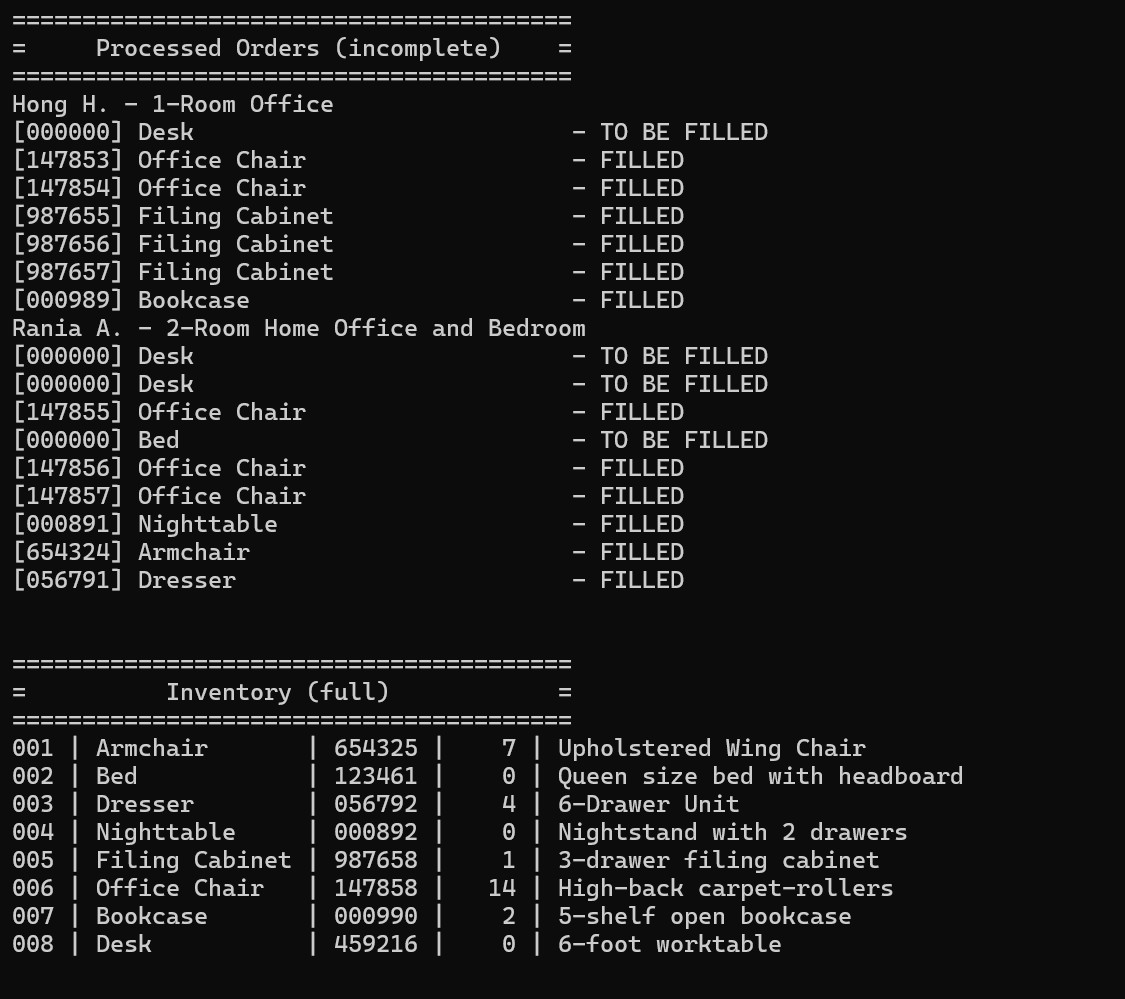 ========================================
=     Processed Orders (incomplete)    =
========================================
Hong H. - 1-Room Office
[000000] Desk                           - TO BE FILLED
[147853] Office Chair                   - FILLED
[147854] Office Chair                   - FILLED
[987655] Filing Cabinet                 - FILLED
[987656] Filing Cabinet                 - FILLED
[987657] Filing Cabinet                 - FILLED
[000989] Bookcase                       - FILLED
Rania A. - 2-Room Home Office and Bedroom
[000000] Desk                           - TO BE FILLED
[000000] Desk                           - TO BE FILLED
[147855] Office Chair                   - FILLED
[000000] Bed                            - TO BE FILLED
[147856] Office Chair                   - FILLED
[147857] Office Chair                   - FILLED
[000891] Nighttable                     - FILLED
[654324] Armchair                       - FILLED
[056791] Dresser                        - FILLED
========================================
=          Inventory (full)            =
========================================
001 | Armchair       | 654325 |    7 | Upholstered Wing Chair
002 | Bed            | 123461 |    0 | Queen size bed with headboard
003 | Dresser        | 056792 |    4 | 6-Drawer Unit
004 | Nighttable     | 000892 |    0 | Nightstand with 2 drawers
005 | Filing Cabinet | 987658 |    1 | 3-drawer filing cabinet
006 | Office Chair   | 147858 |   14 | High-back carpet-rollers
007 | Bookcase       | 000990 |    2 | 5-shelf open bookcase
008 | Desk           | 459216 |    0 | 6-foot worktable